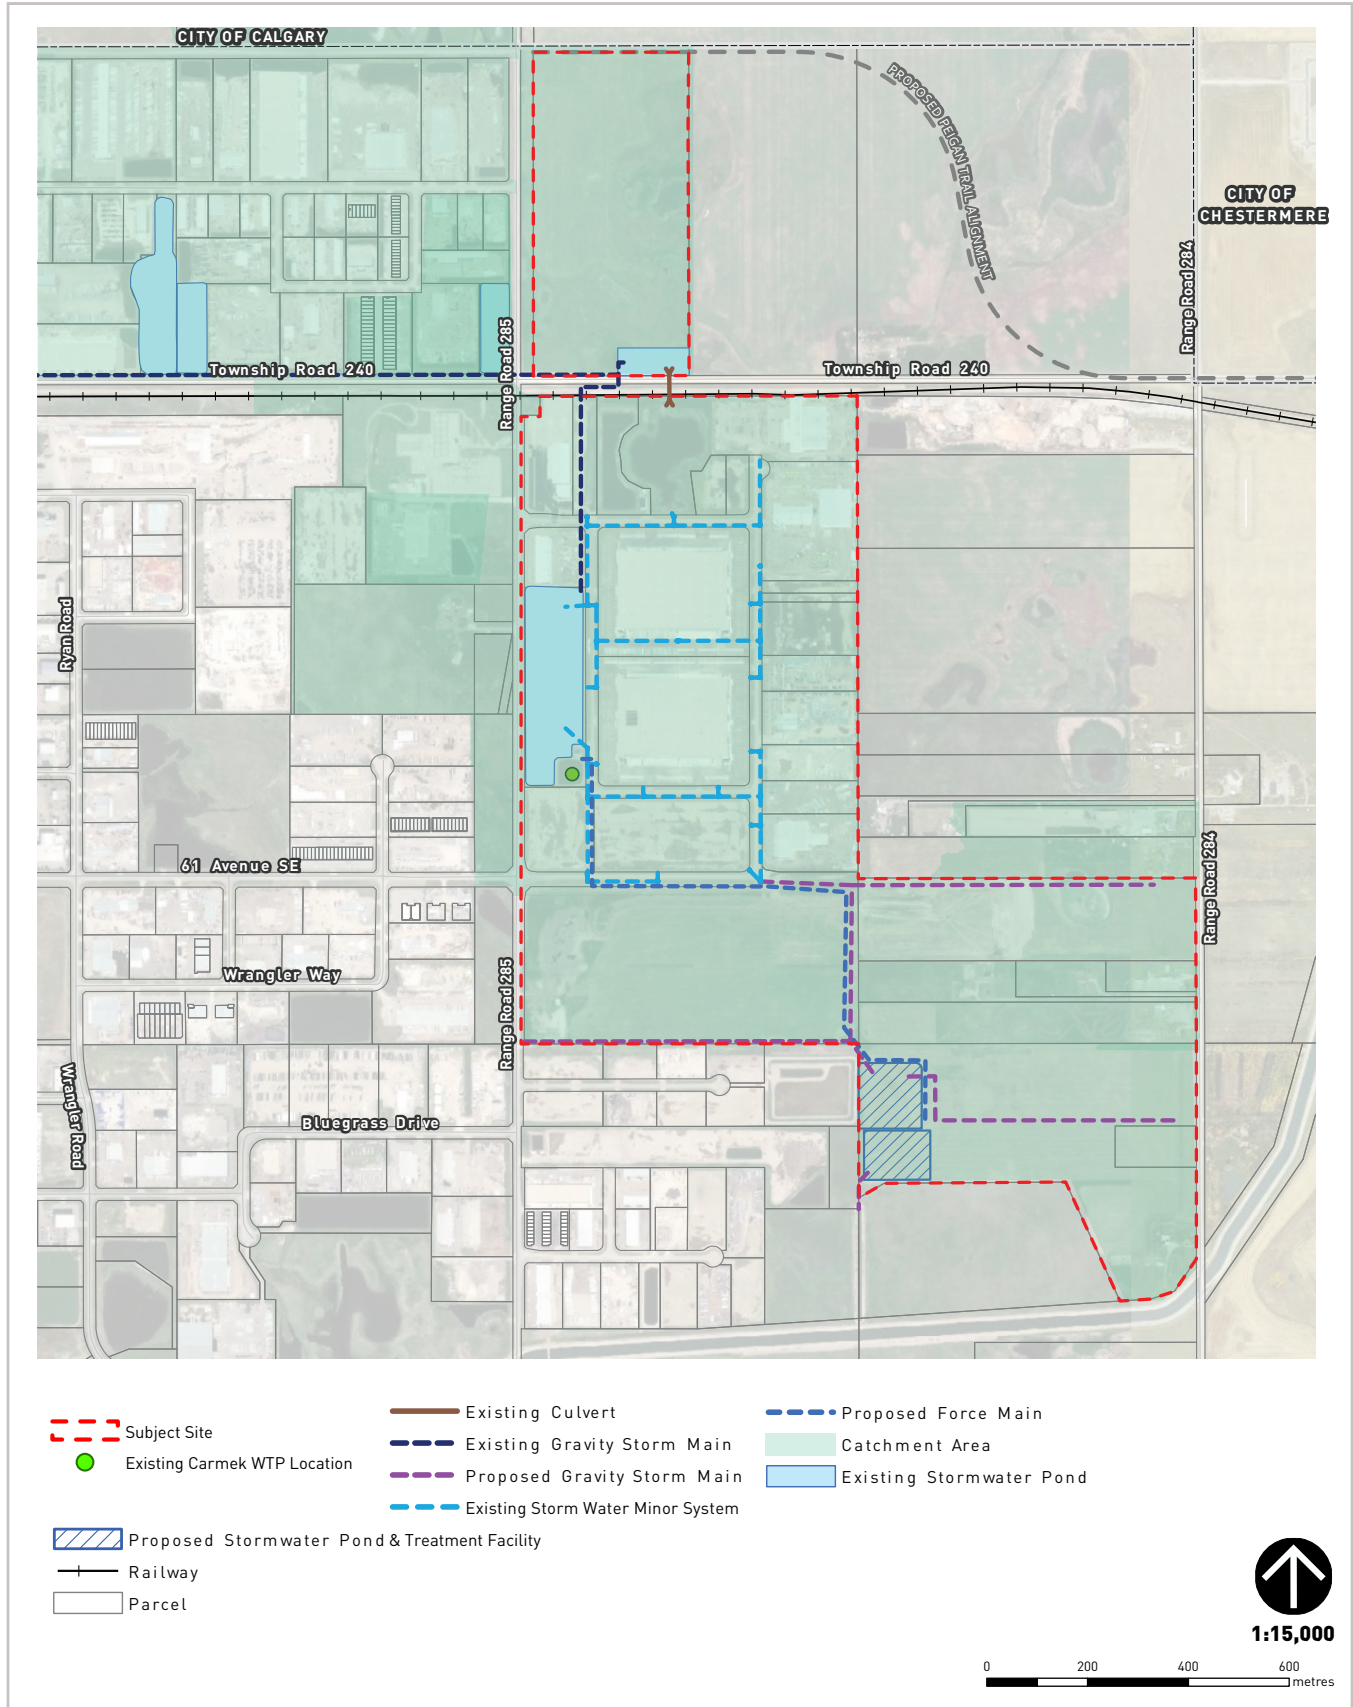 CITY OF CALGARY
PROPOSED PEIGAN TRAIL ALIGNMENT
CITY OF
CHESTERMERE
Range Road 284
Range Road 285
Township Road 240
Township Road 240
Ryan Road
61 Avenue SE
Range Road 284
Wrangler Way
Range Road 285
Wrangler Road
Bluegrass Drive
Subject Site
Existing Carmek WTP Location
Existing Culvert
Existing Gravity Storm Main
Proposed Gravity Storm Main
Existing Storm Water Minor System
Proposed Force Main
Catchment Area
Existing Stormwater Pond
Proposed Stormwater Pond & Treatment Facility
Railway
Parcel
1:15,000
0 200 400 600
metres